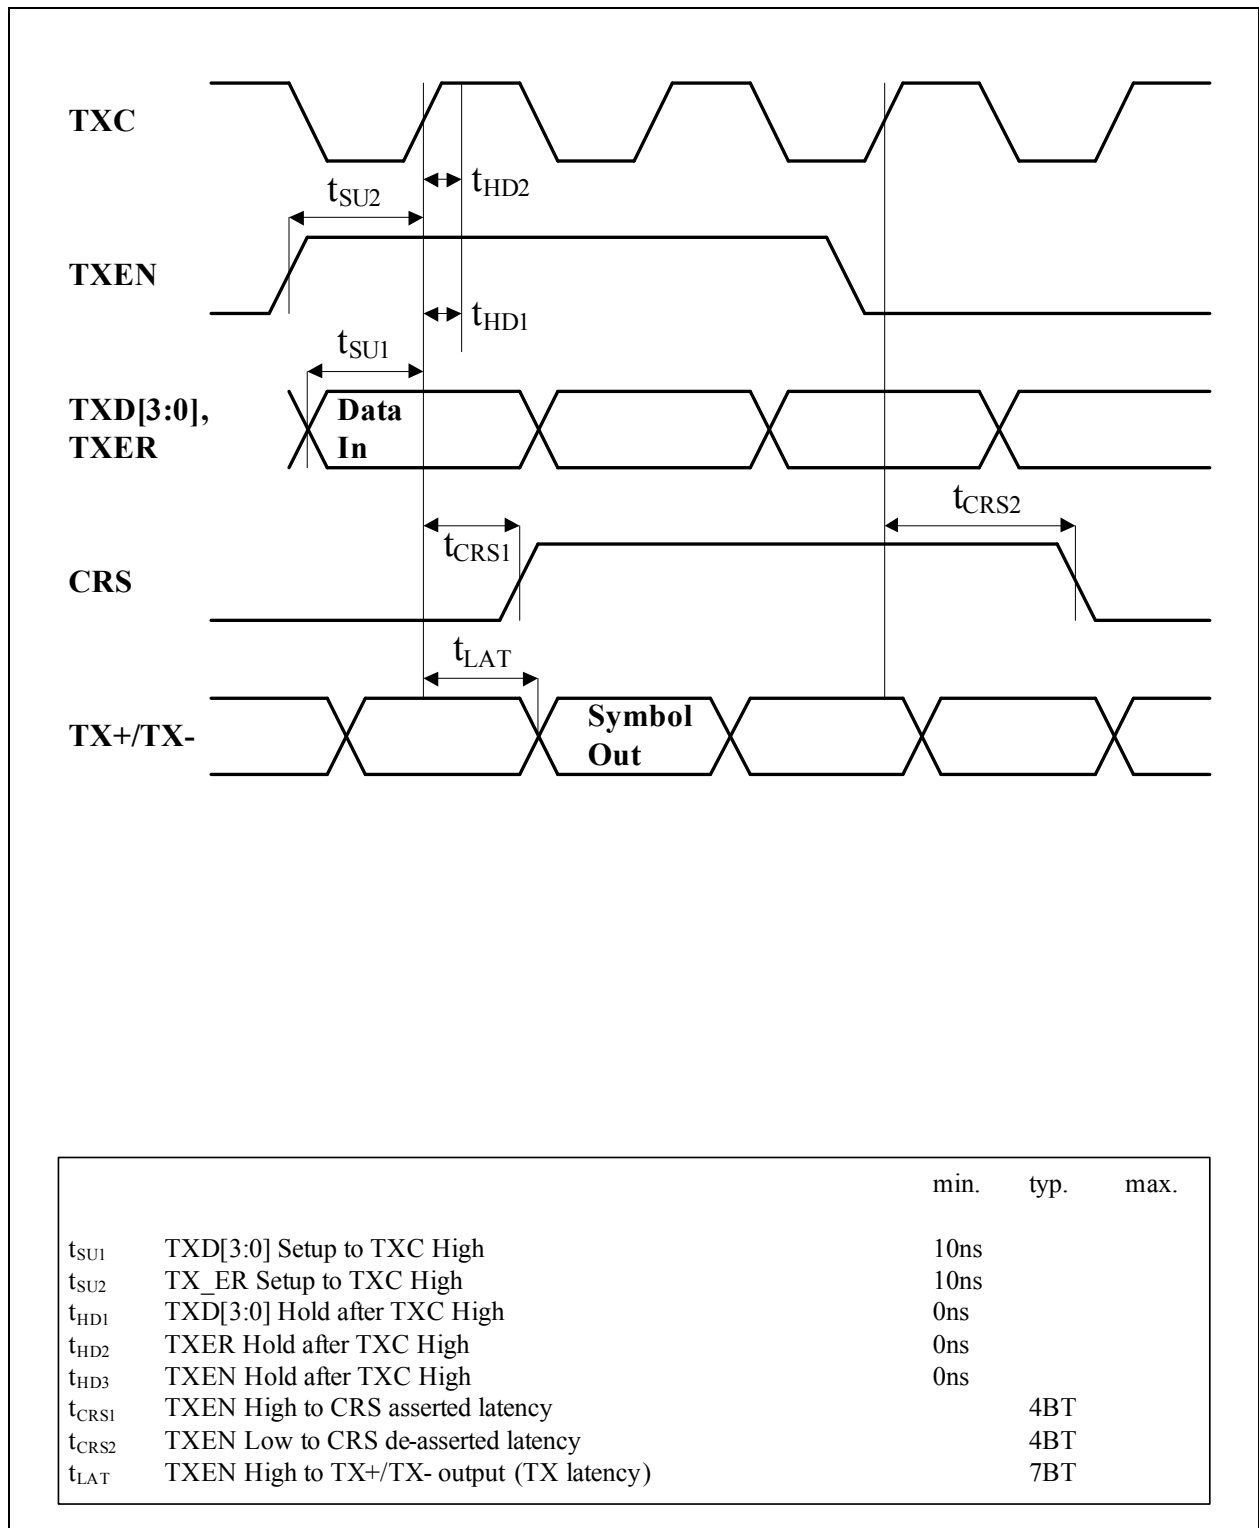 TXC
tHD2
tSU2
TXEN
tHD1
tSU1
TXD[3:0],
TXER
Data
In
tCRS2
tCRS1
CRS
tLAT
TX+/TX-
Symbol
Out
min. typ. max.
tSU1 TXD[3:0] Setup to TXC High 10ns
tSU2 TX_ER Setup to TXC High 10ns
tHD1 TXD[3:0] Hold after TXC High 0ns
tHD2 TXER Hold after TXC High 0ns
tHD3 TXEN Hold after TXC High 0ns
tCRS1 TXEN High to CRS asserted latency 4BT
tCRS2 TXEN Low to CRS de-asserted latency 4BT
tLAT TXEN High to TX+/TX- output (TX latency) 7BT